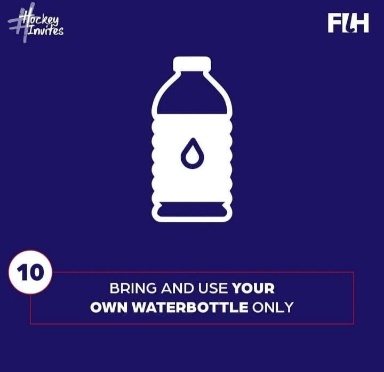 #Hockey
Invites
FIH
10
BRING AND USE YOUR
OWN WATERBOTTLE ONLY